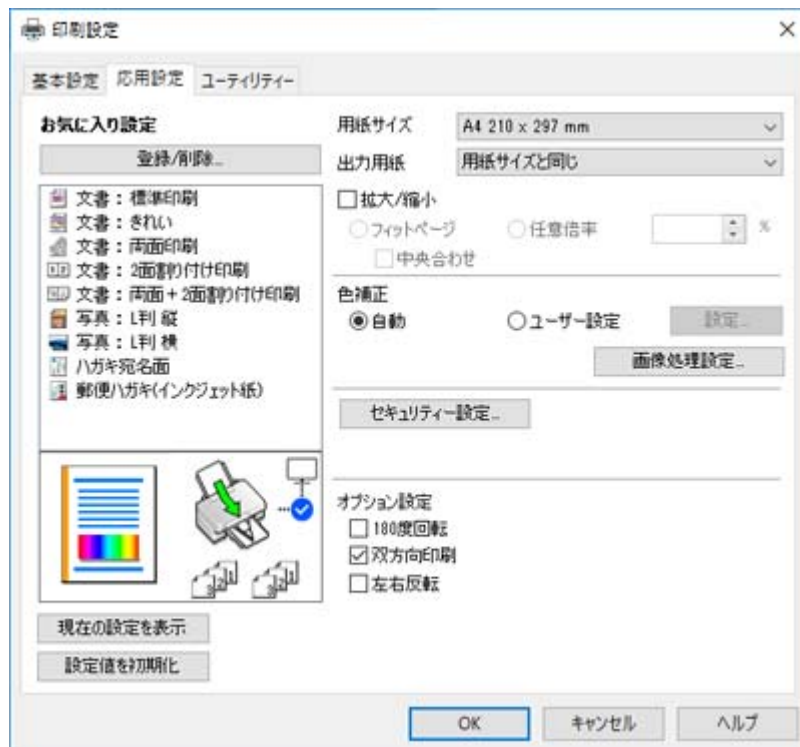 印刷設定
基本設定 応用設定 ユーティリティー
お気に入り設定
登録/削除...
文書：標準印刷
文書：きれい
文書：両面印刷
文書：2面割り付け印刷
文書：両面＋2面割り付け印刷
写真：L判 縦
写真：L判 横
ハガキ宛名面
郵便ハガキ(インクジェット紙)
現在の設定を表示
設定値を初期化
用紙サイズ A4 210 x 297 mm
出力用紙 用紙サイズと同じ
拡大/縮小
フィットページ 任意倍率 %
中央合わせ
色補正
自動 ユーザー設定 設定...
画像処理設定...
セキュリティー設定...
オプション設定
180度回転
双方向印刷
左右反転
OK キャンセル ヘルプ